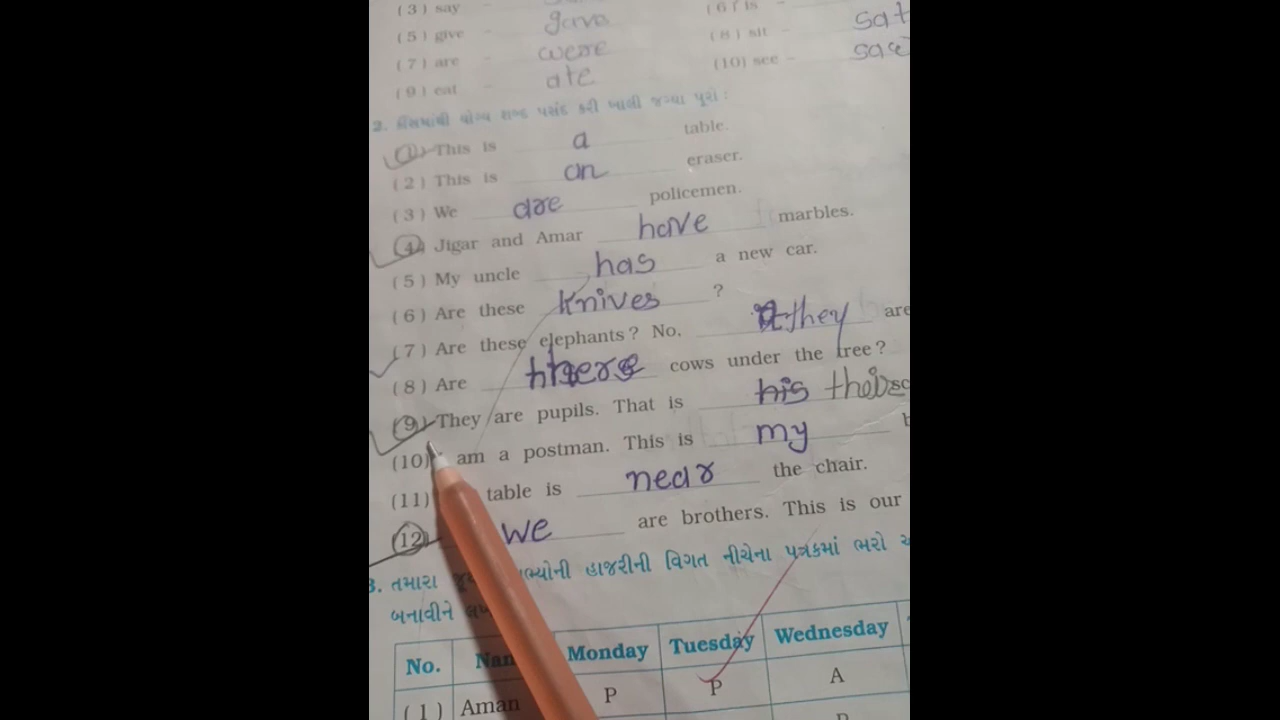 (3) say -
(5) give - gave (6) is -
(7) are - were (8) sit - sat
(9) eat - ate (10) see -
2. કૌંસમાંથી યોગ્ય શબ્દ પસંદ કરી ખાલી જગ્યા પૂરો :
(1) This is a table.
(2) This is an eraser.
(3) We are policemen.
(4) Jigar and Amar have marbles.
(5) My uncle has a new car.
(6) Are these knives ?
(7) Are these elephants? No, they are
(8) Are there cows under the tree?
(9) They are pupils. That is his their
(10) am a postman. This is my
(11) table is near the chair.
(12) we are brothers. This is our
3. તમારા ભ્યોની હાજરીની વિગત નીચેના પત્રકમાં ભરો
બનાવીને
No. Nam Monday Tuesday Wednesday
(1) Aman P P A